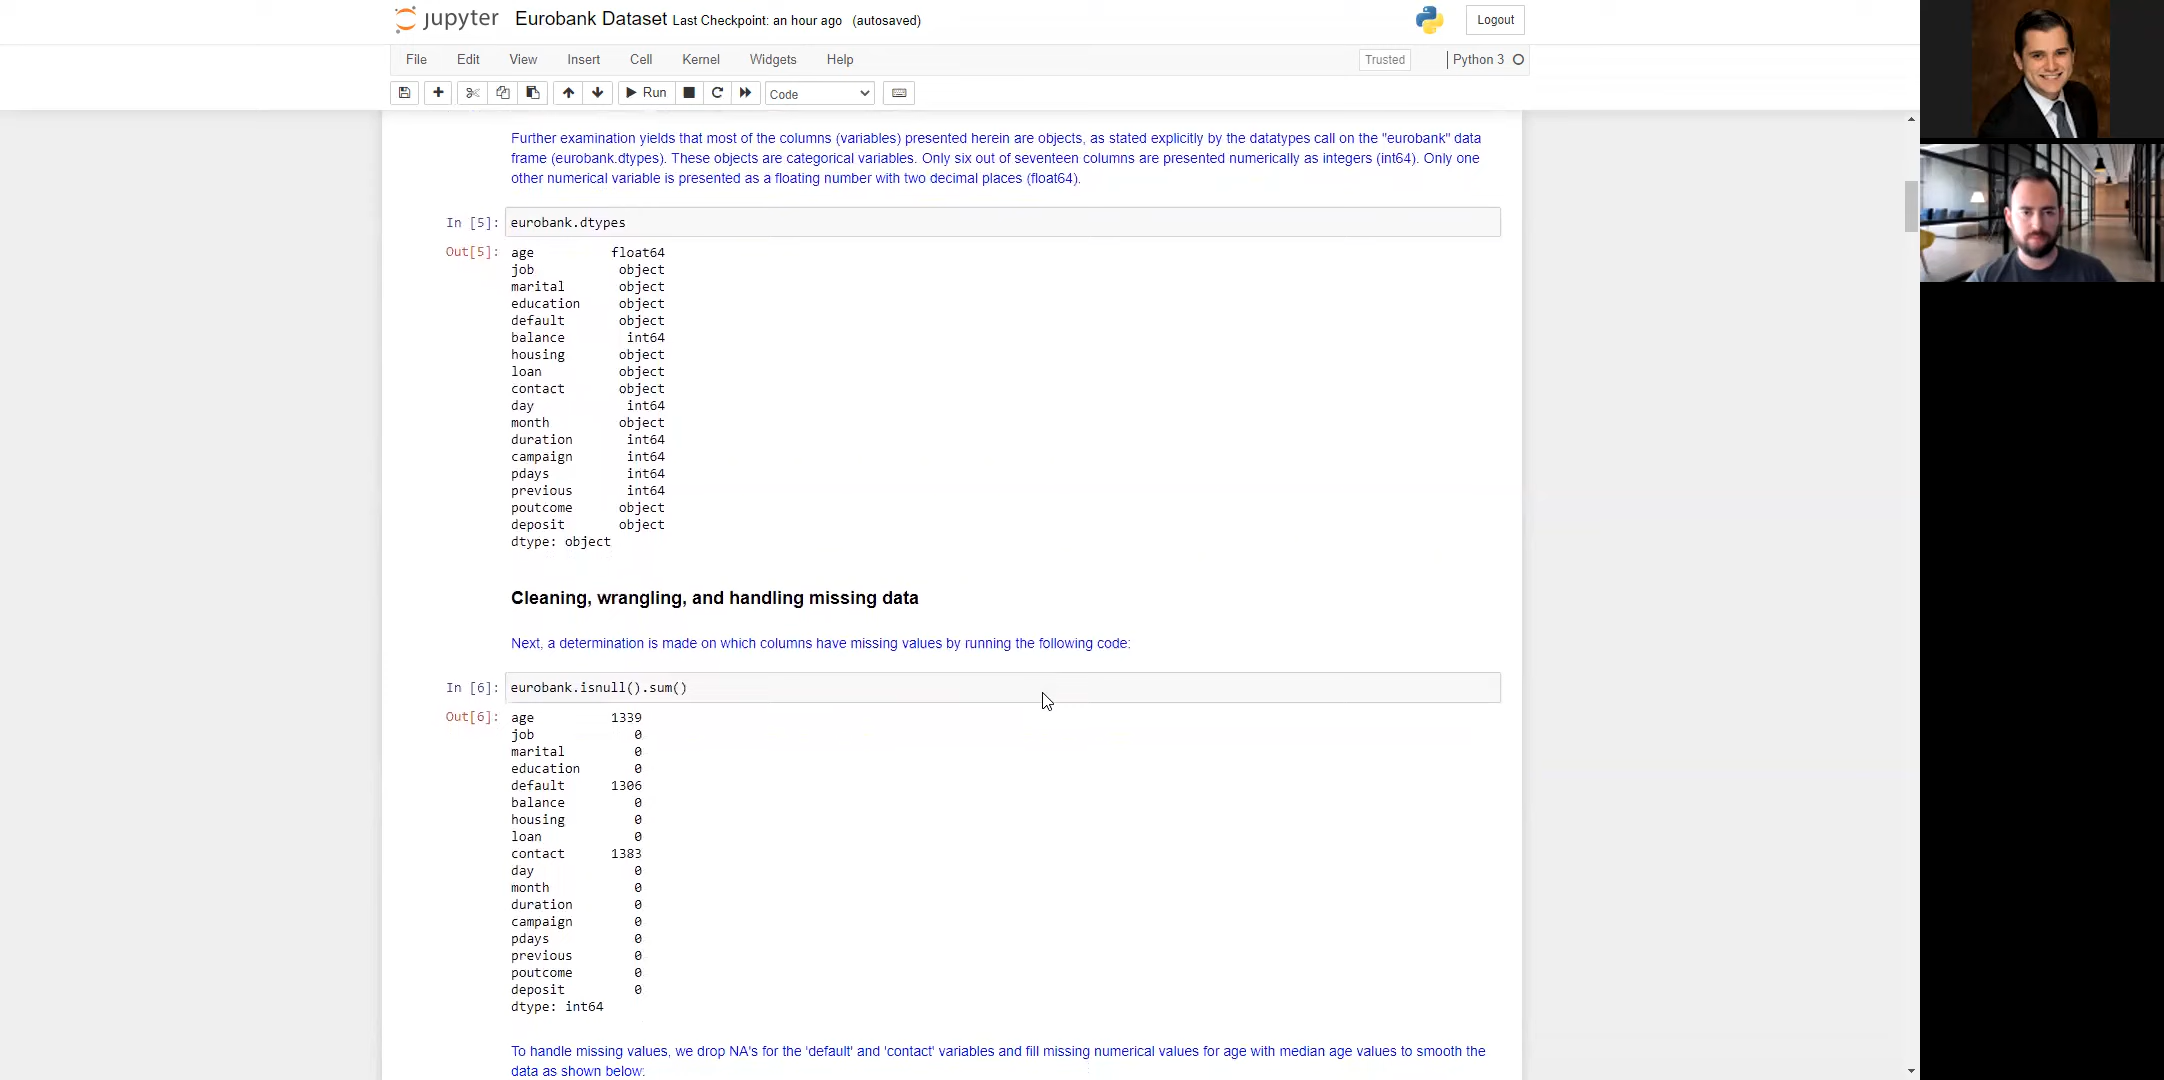 jupyter Eurobank Dataset Last Checkpoint: an hour ago (autosaved) Logout
File Edit View Insert Cell Kernel Widgets Help Trusted Python 3
Run Code
Further examination yields that most of the columns (variables) presented herein are objects, as stated explicitly by the datatypes call on the "eurobank" data
frame (eurobank.dtypes). These objects are categorical variables. Only six out of seventeen columns are presented numerically as integers (int64). Only one
other numerical variable is presented as a floating number with two decimal places (float64).
In [5]: eurobank.dtypes
Out[5]: age float64
job object
marital object
education object
default object
balance int64
housing object
loan object
contact object
day int64
month object
duration int64
campaign int64
pdays int64
previous int64
poutcome object
deposit object
dtype: object
Cleaning, wrangling, and handling missing data
Next, a determination is made on which columns have missing values by running the following code:
In [6]: eurobank.isnull().sum()
Out[6]: age 1339
job 0
marital 0
education 0
default 1306
balance 0
housing 0
loan 0
contact 1383
day 0
month 0
duration 0
campaign 0
pdays 0
previous 0
poutcome 0
deposit 0
dtype: int64
To handle missing values, we drop NA's for the 'default' and 'contact' variables and fill missing numerical values for age with median age values to smooth the
data as shown below: